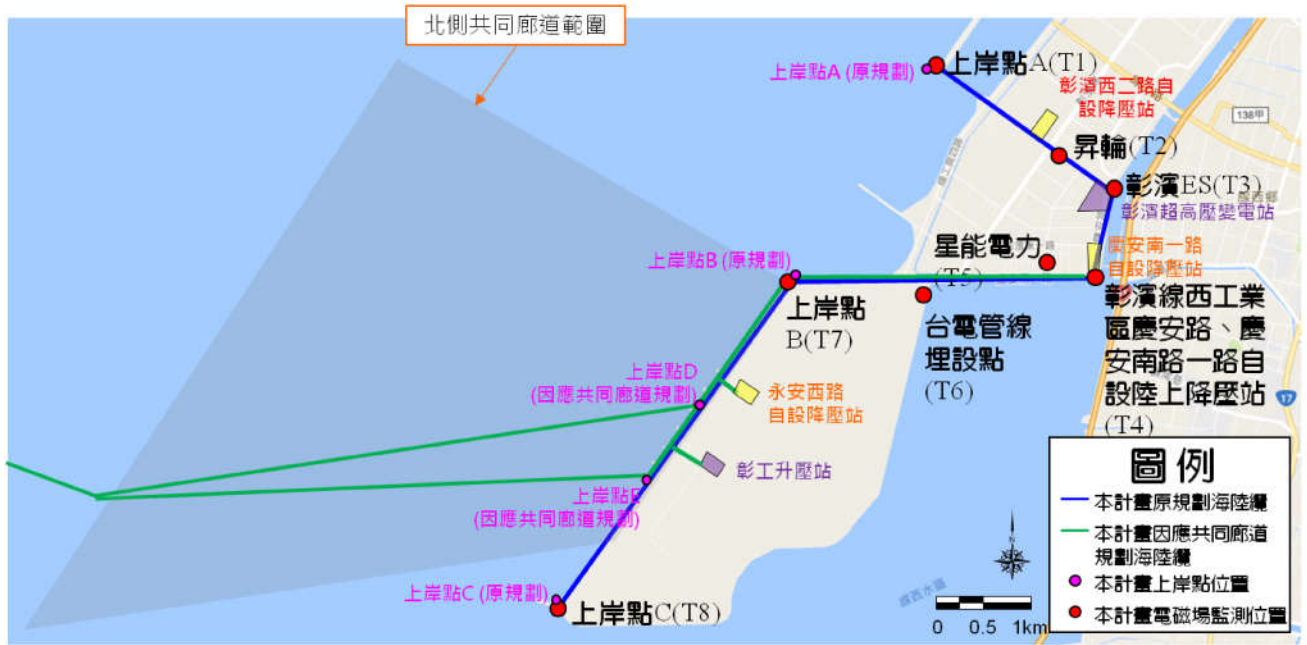 北側共同廊道範圍
上岸點A (原規劃)
上岸點A(T1)
彰濱西二路自
設降壓站
138甲
昇輪(T2)
彰濱ES(T3)
彰濱超高壓變電站
星能電力
(T5)
慶安南一路
自設降壓站
上岸點B (原規劃)
上岸點
B(T7)
台電管線
埋設點
(T6)
彰濱線西工業
區慶安路、慶
安南路一路自
設陸上降壓站
(T4)
上岸點D
(因應共同廊道規劃)
永安西路
自設降壓站
17
彰工升壓站
上岸點E
(因應共同廊道規劃)
上岸點C (原規劃)
上岸點C(T8)
圖例
本計畫原規劃海陸纜
本計畫因應共同廊道
規劃海陸纜
本計畫上岸點位置
本計畫電磁場監測位置
N
0 0.5 1km